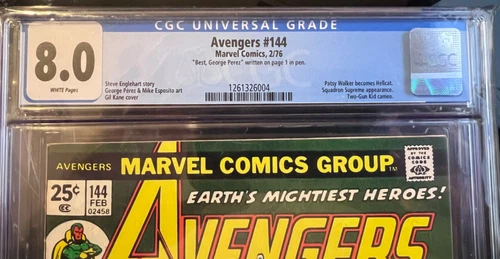 CGC UNIVERSAL GRADE
8.0
WHITE Pages
Avengers #144
Marvel Comics, 2/76
"Best, George Perez" written on page 1 in pen.
Steve Englehart story
George Pérez & Mike Esposito art
Gil Kane cover
1261326004
Patsy Walker becomes Hellcat.
Squadron Supreme appearance.
Two-Gun Kid cameo.
AVENGERS MARVEL COMICS GROUP TM
APPROVED
BY THE
COMICS
CODE
AUTHORITY
25¢
CC
144
FEB
02458
EARTH'S MIGHTIEST HEROES!
AVENGERS